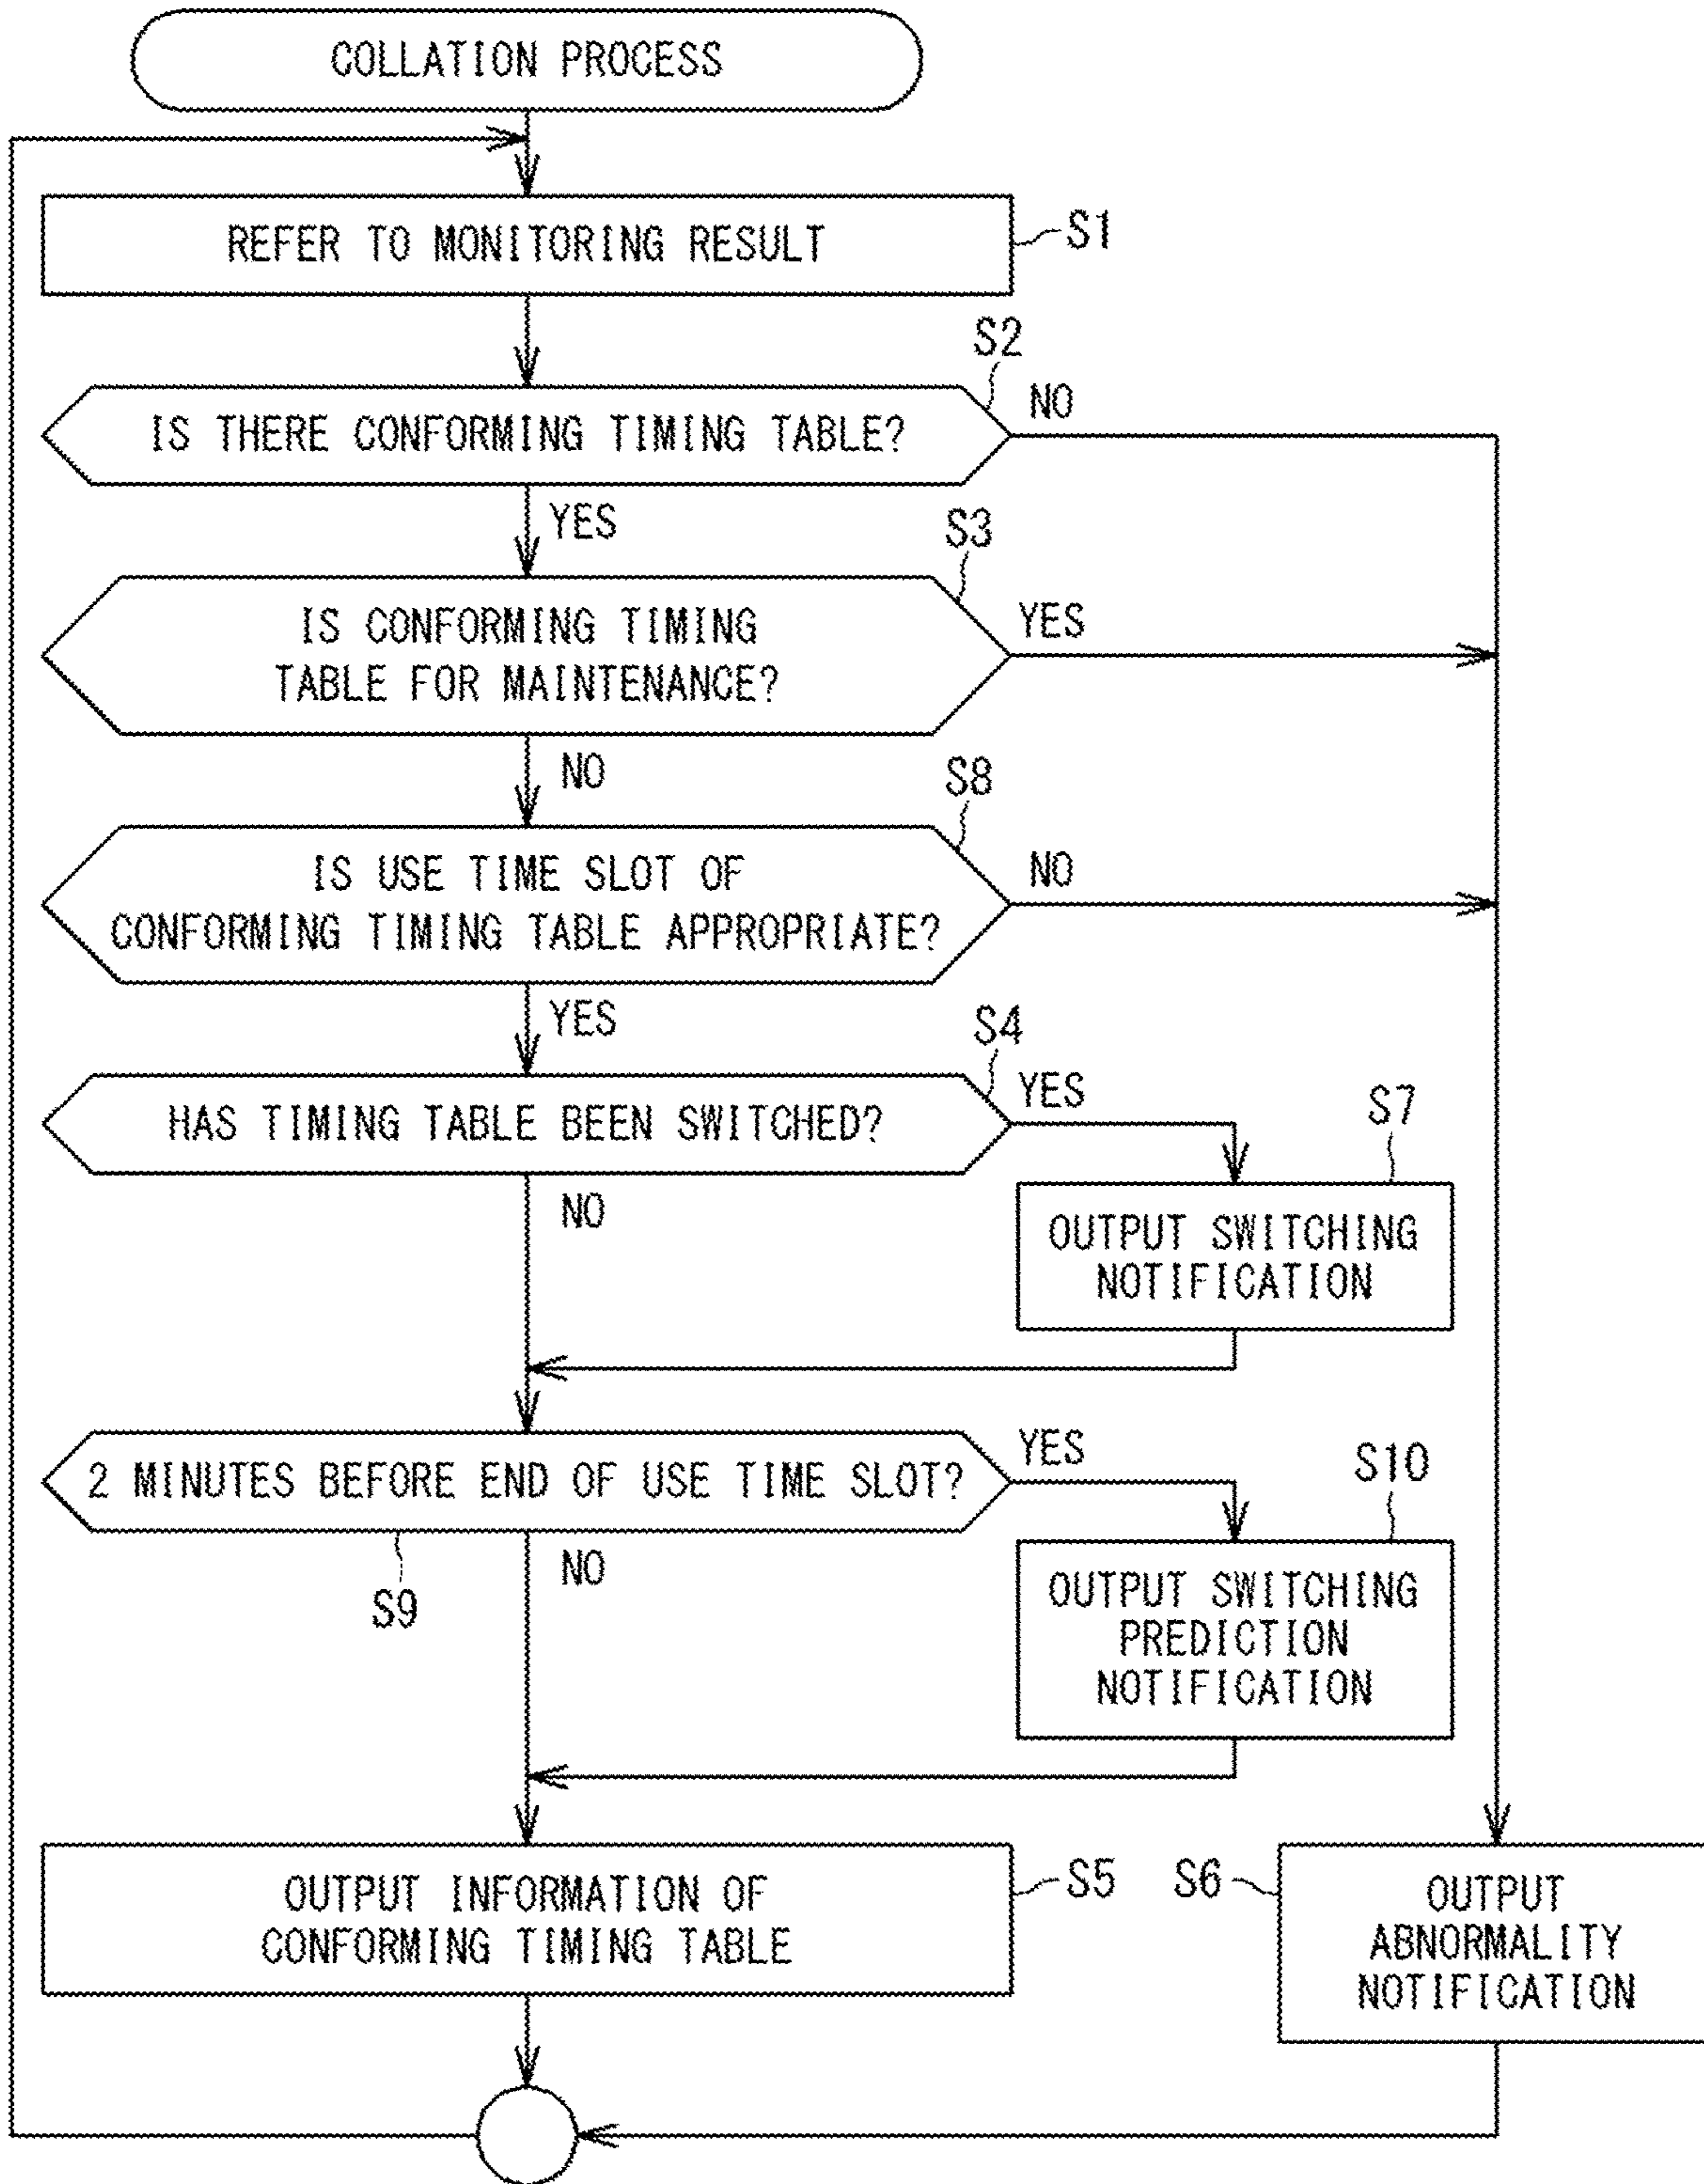 COLLATION PROCESS
REFER TO MONITORING RESULT
S1
S2
IS THERE CONFORMING TIMING TABLE?
NO
YES
S3
IS CONFORMING TIMING
TABLE FOR MAINTENANCE?
YES
NO
S8
IS USE TIME SLOT OF
CONFORMING TIMING TABLE APPROPRIATE?
NO
YES
S4
HAS TIMING TABLE BEEN SWITCHED?
YES
NO
S7
OUTPUT SWITCHING
NOTIFICATION
2 MINUTES BEFORE END OF USE TIME SLOT?
YES
S9
NO
S10
OUTPUT SWITCHING
PREDICTION
NOTIFICATION
OUTPUT INFORMATION OF
CONFORMING TIMING TABLE
S5
S6
OUTPUT
ABNORMALITY
NOTIFICATION